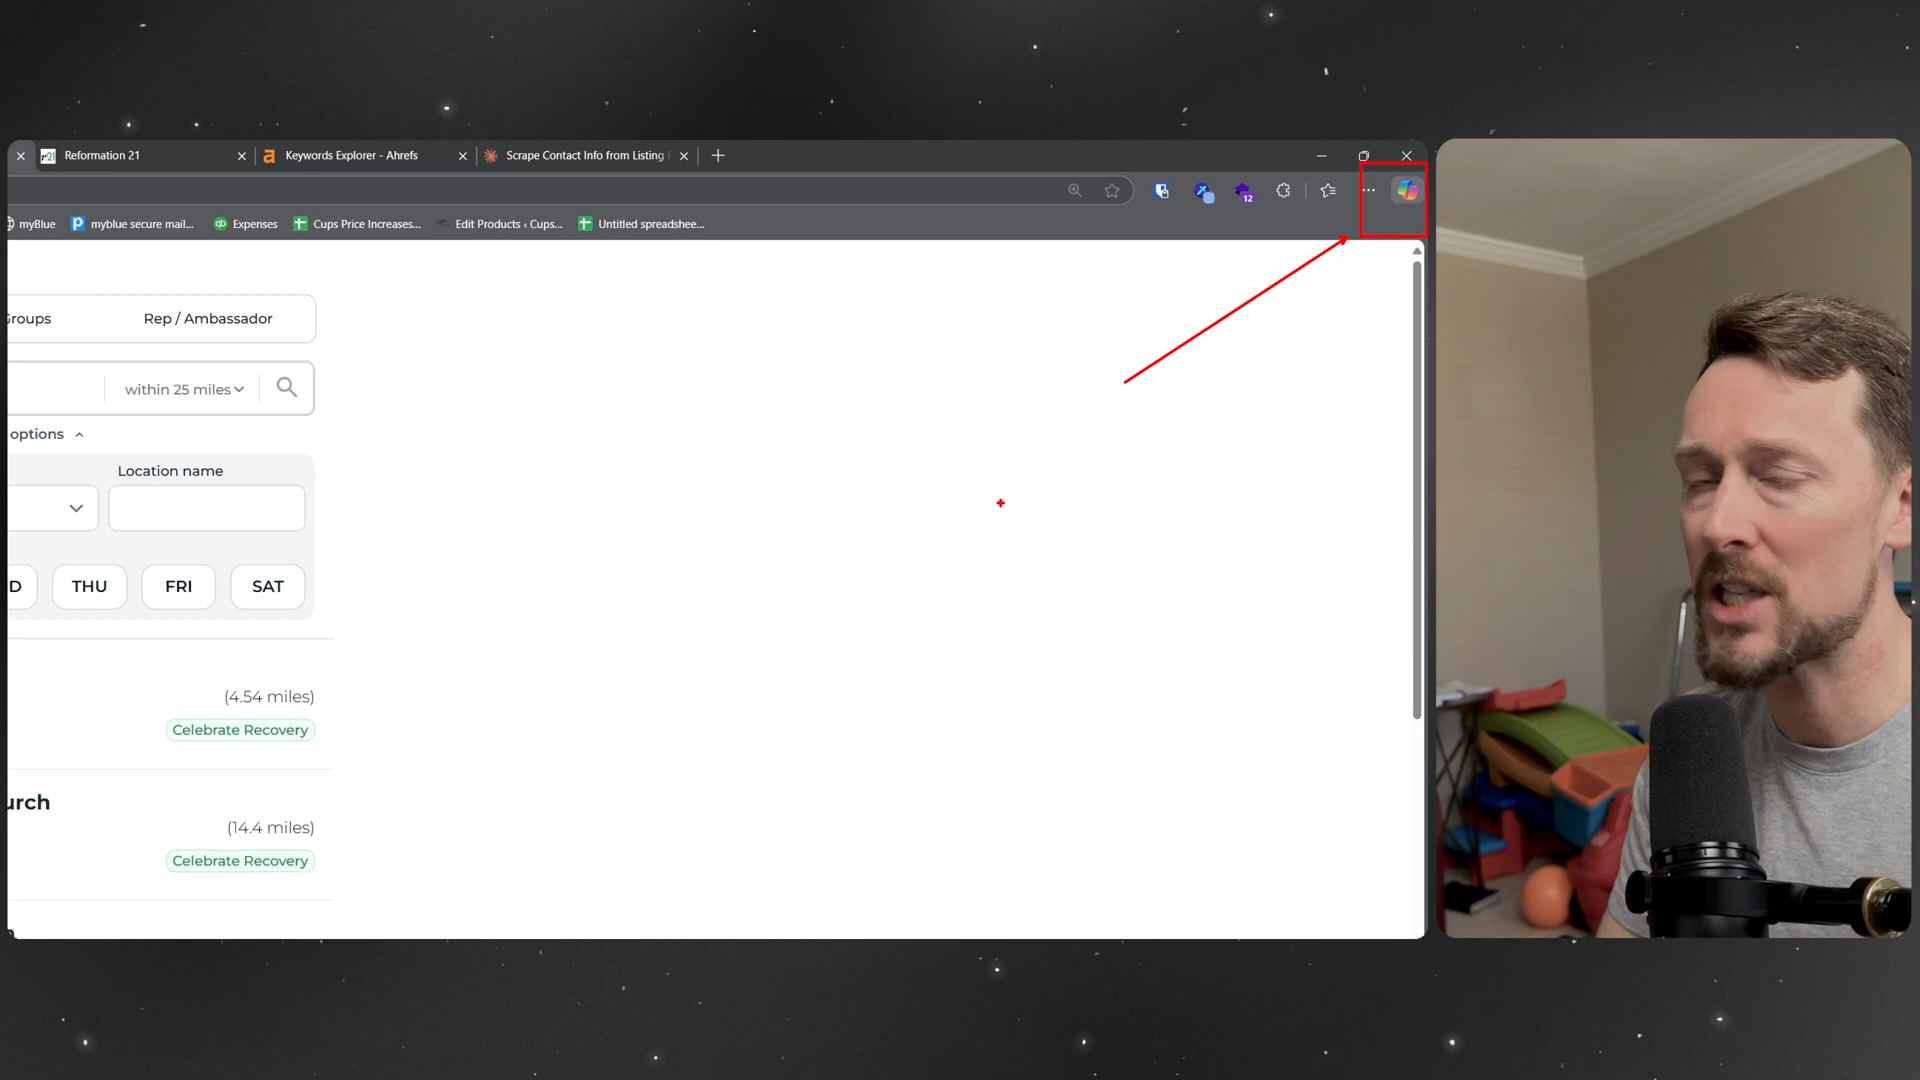 Reformation 21
Keywords Explorer - Ahrefs
Scrape Contact Info from Listing
12
myBlue
myblue secure mail...
Expenses
Cups Price Increases...
Edit Products ‹ Cups...
Untitled spreadshee...
Groups
Rep / Ambassador
within 25 miles
options
Location name
D
THU
FRI
SAT
(4.54 miles)
Celebrate Recovery
urch
(14.4 miles)
Celebrate Recovery